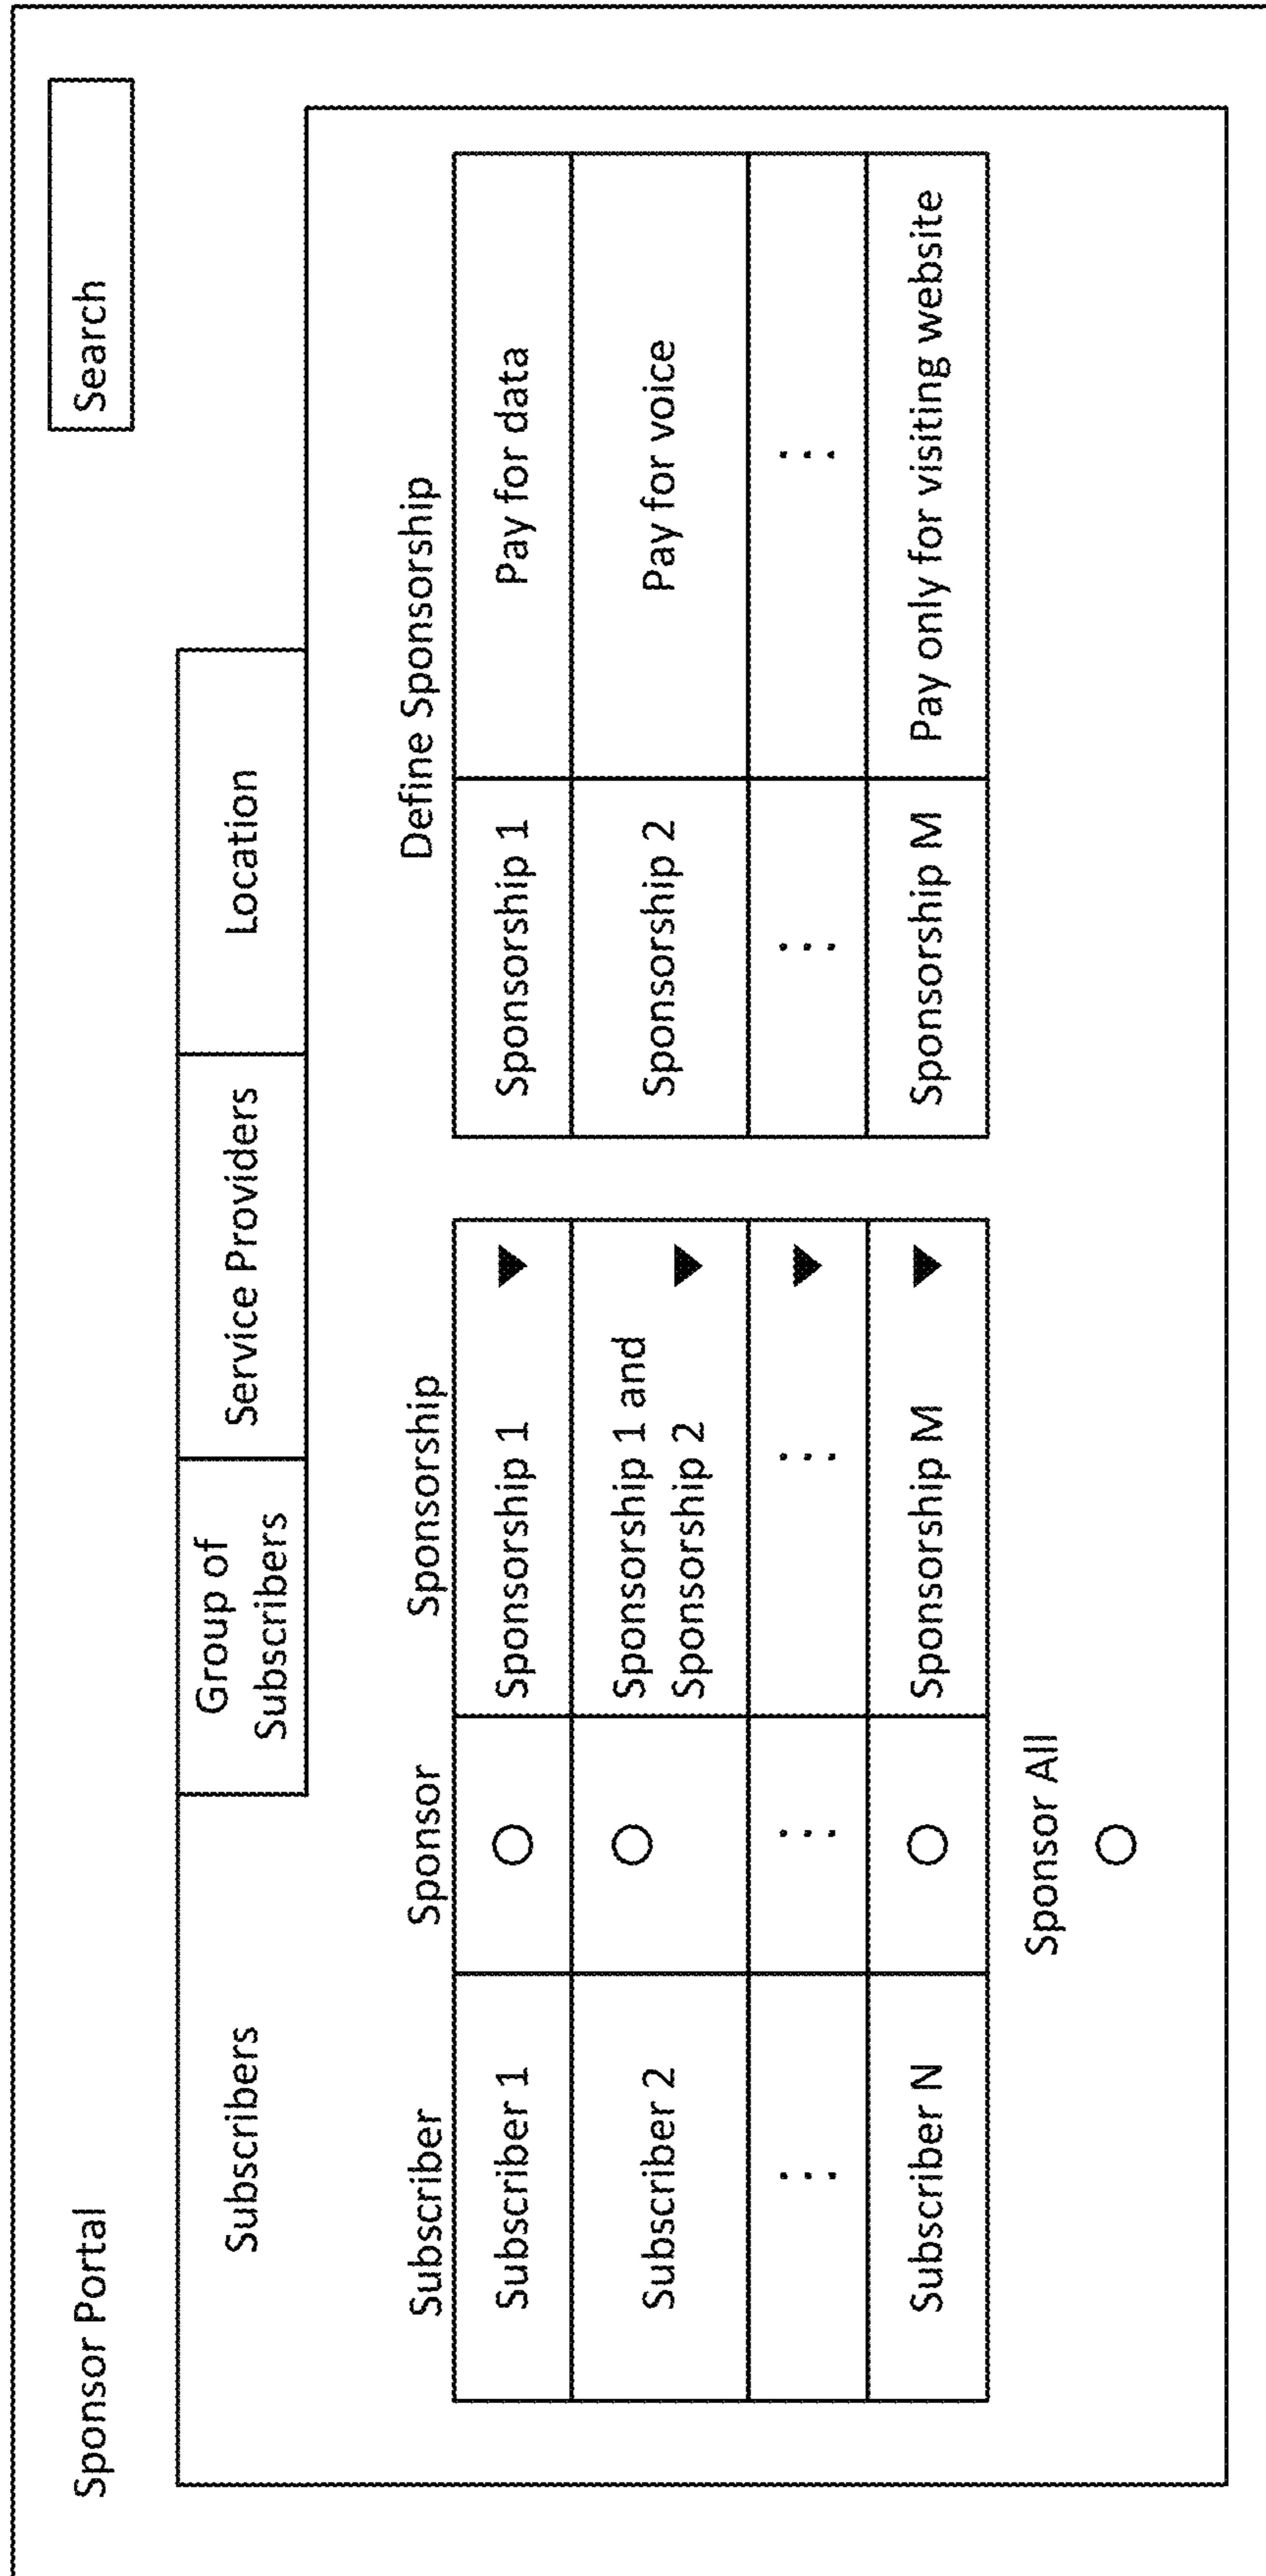 Sponsor Portal
Search
Subscribers
Group of
Subscribers
Service Providers
Location
Subscriber
Sponsor
Sponsorship
Subscriber 1
Sponsorship 1
Subscriber 2
Sponsorship 1 and
Sponsorship 2
...
...
...
Subscriber N
Sponsorship M
Sponsor All
Define Sponsorship
Sponsorship 1
Pay for data
Sponsorship 2
Pay for voice
...
...
Sponsorship M
Pay only for visiting website